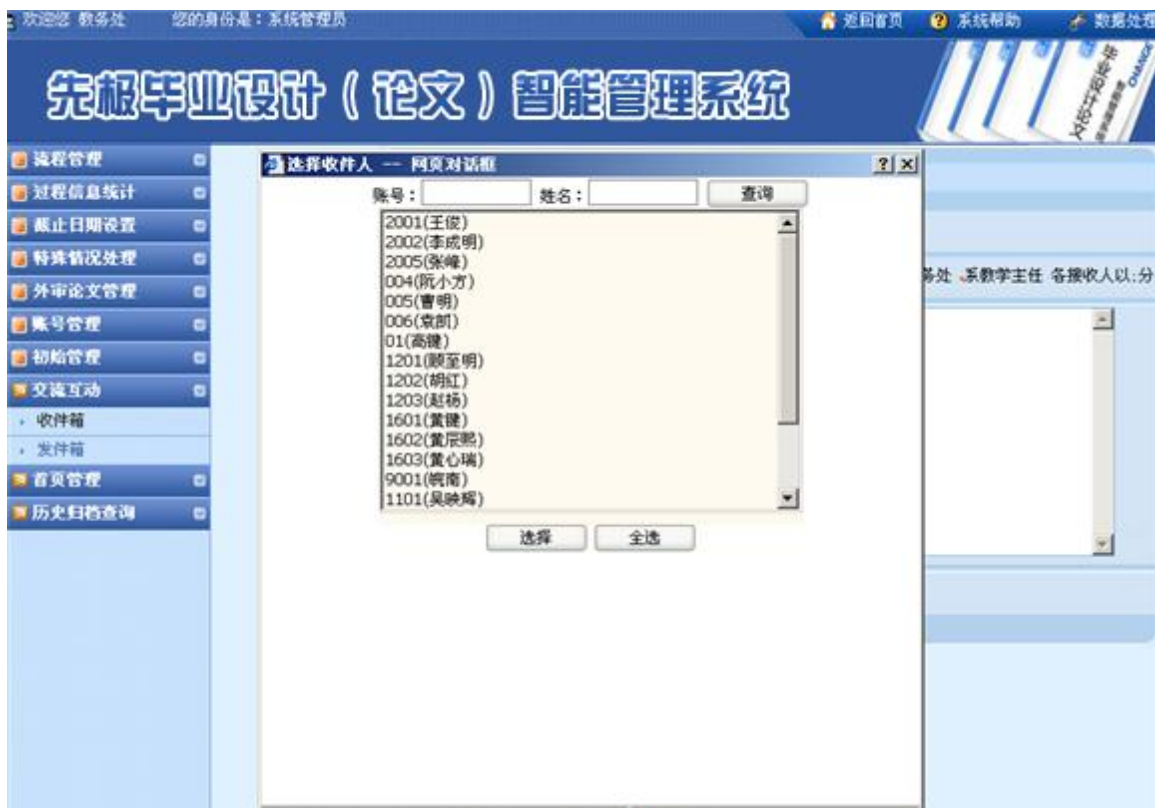 欢迎您 教务处 您的身份是：系统管理员 返回首页 系统帮助 数据处理
先极毕业设计（论文）智能管理系统
流程管理
过程信息统计
截止日期设置
特殊情况处理
外审论文管理
账号管理
初始管理
交流互动
收件箱
发件箱
首页管理
历史归档查询
选择收件人 -- 网页对话框
账号： 姓名： 查询
2001(王俊)
2002(李成明)
2005(张峰)
004(阮小方)
005(曹明)
006(袁凯)
01(高键)
1201(顾至明)
1202(胡红)
1203(赵杨)
1601(黄健)
1602(黄辰熙)
1603(黄心瑞)
9001(皖南)
1101(吴映辉)
选择 全选
务处 系教学主任 各接收人以;分